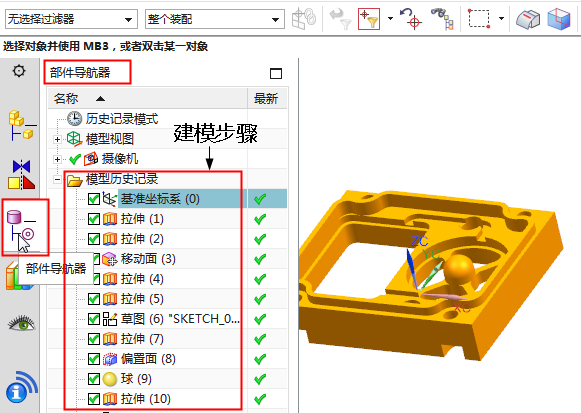 无选择过滤器 整个装配
选择对象并使用 MB3，或者双击某一对象
部件导航器
名称 最新
历史记录模式
模型视图
摄像机
建模步骤
模型历史记录
基准坐标系 (0)
拉伸 (1)
拉伸 (2)
移动面 (3)
部件导航器
拉伸 (4)
拉伸 (5)
草图 (6) "SKETCH_0...
拉伸 (7)
偏置面 (8)
球 (9)
拉伸 (10)
ZC